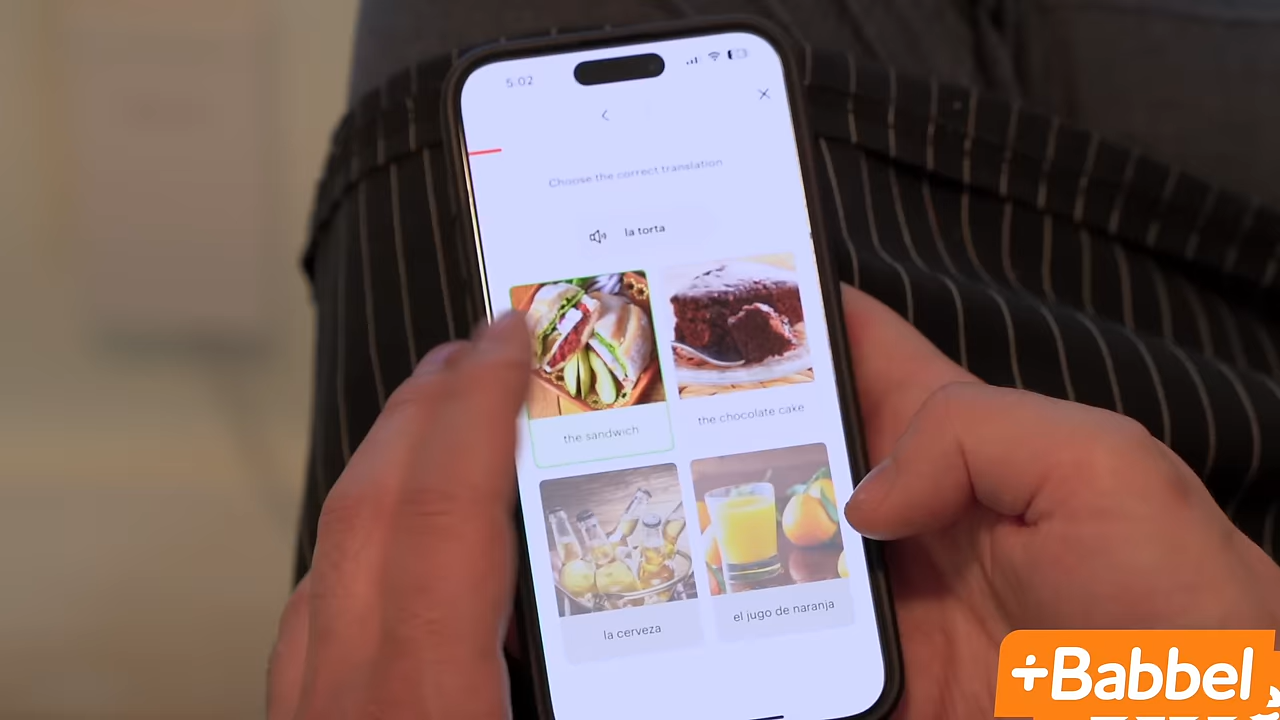 5:02
Choose the correct translation
la torta
the sandwich
the chocolate cake
la cerveza
el jugo de naranja
+Babbel